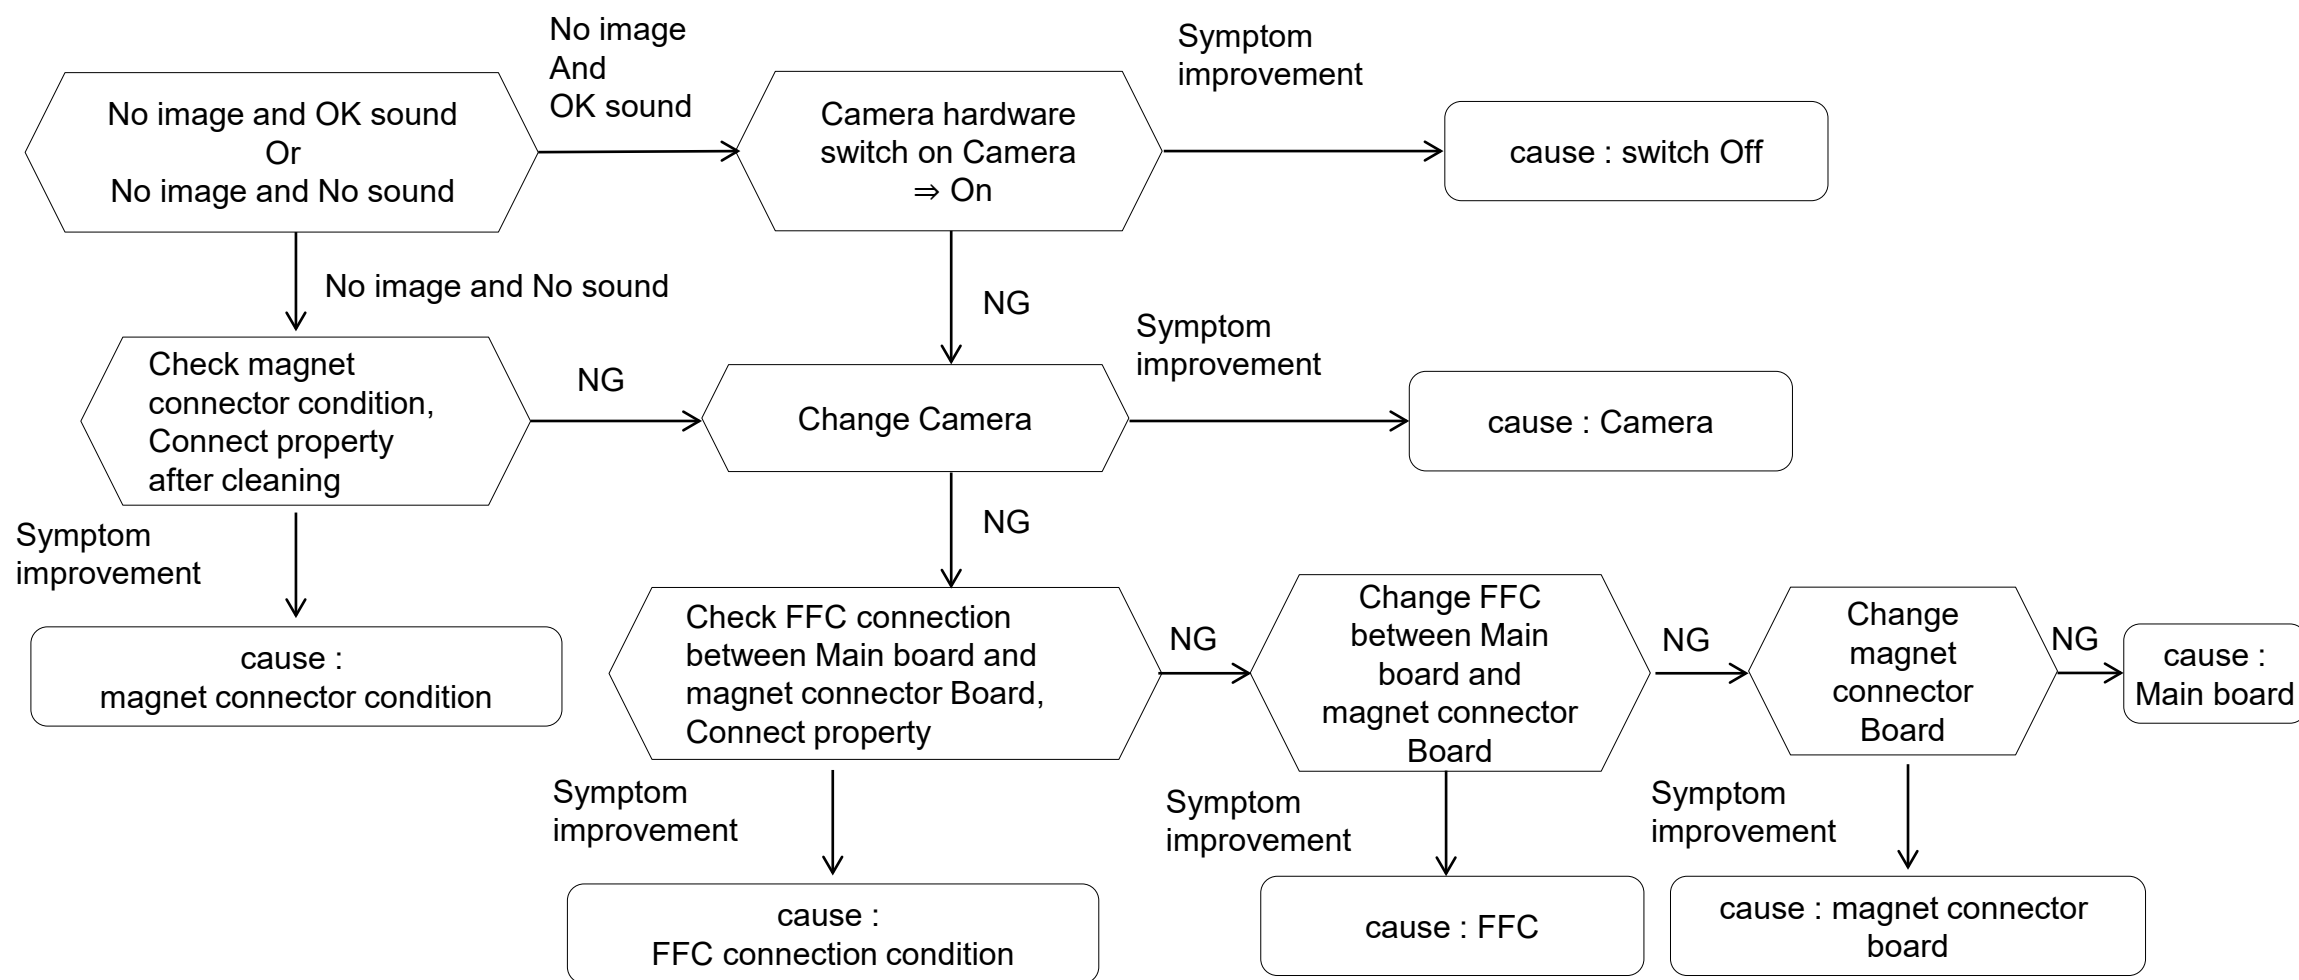 No image and OK sound
Or
No image and No sound
No image
And
OK sound
Camera hardware
switch on Camera
⇒ On
Symptom
improvement
cause : switch Off
No image and No sound
NG
Check magnet
connector condition,
Connect property
after cleaning
NG
Change Camera
Symptom
improvement
cause : Camera
Symptom
improvement
cause :
magnet connector condition
NG
Check FFC connection
between Main board and
magnet connector Board,
Connect property
NG
Change FFC
between Main
board and
magnet connector
Board
NG
Change
magnet
connector
Board
NG
cause :
Main board
Symptom
improvement
cause :
FFC connection condition
Symptom
improvement
cause : FFC
Symptom
improvement
cause : magnet connector
board